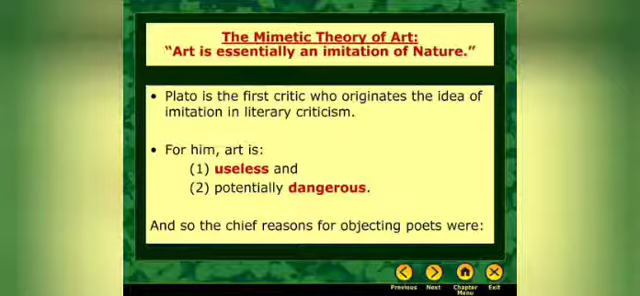 The Mimetic Theory of Art:
“Art is essentially an imitation of Nature.”
• Plato is the first critic who originates the idea of
imitation in literary criticism.
• For him, art is:
(1) useless and
(2) potentially dangerous.
And so the chief reasons for objecting poets were:
Previous Next Chapter Menu Exit